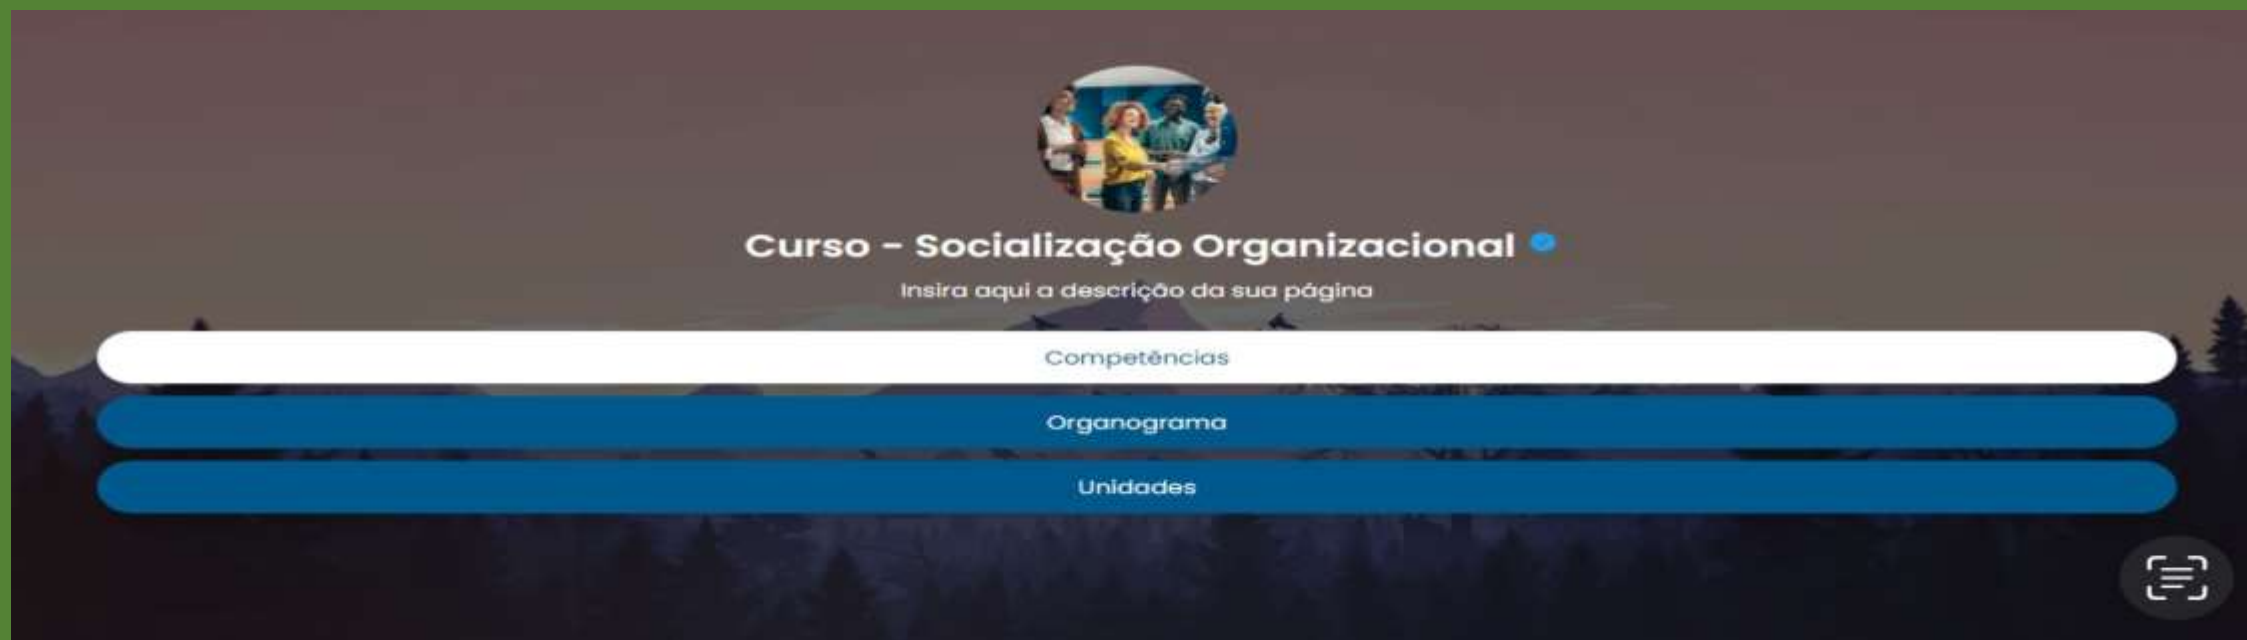 Curso - Socialização Organizacional
Insira aqui a descrição da sua página
Competências
Organograma
Unidades